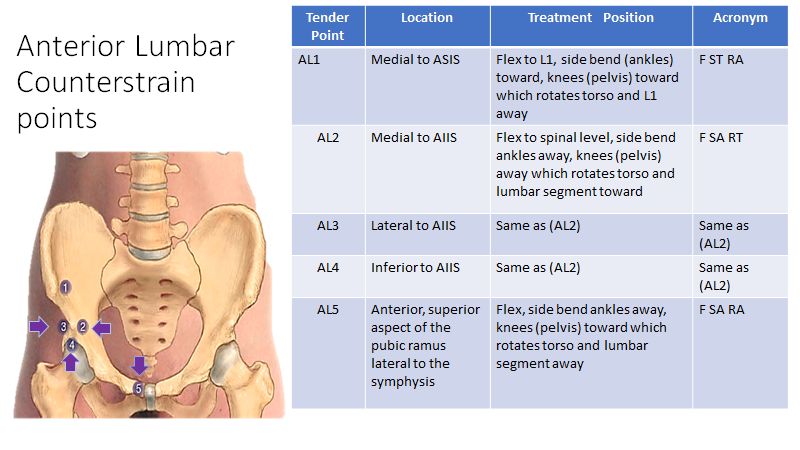 Anterior Lumbar
Counterstrain
points
Tender
Point
Location
Treatment Position
Acronym
AL1
Medial to ASIS
Flex to L1, side bend (ankles)
toward, knees (pelvis) toward
which rotates torso and L1
away
F ST RA
AL2
Medial to AIIS
Flex to spinal level, side bend
ankles away, knees (pelvis)
away which rotates torso and
lumbar segment toward
F SA RT
AL3
Lateral to AIIS
Same as (AL2)
Same as
(AL2)
AL4
Inferior to AIIS
Same as (AL2)
Same as
(AL2)
AL5
Anterior, superior
aspect of the
pubic ramus
lateral to the
symphysis
Flex, side bend ankles away,
knees (pelvis) toward which
rotates torso and lumbar
segment away
F SA RA
1
3 2
4
5